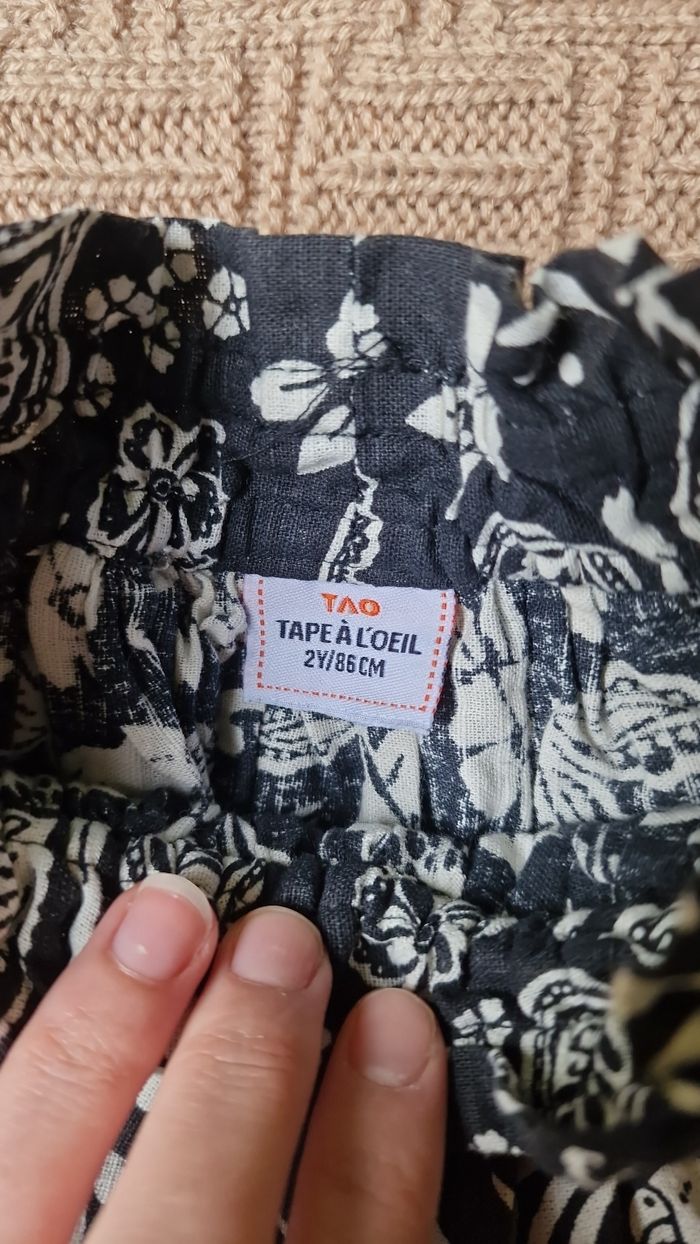 TAO
TAPE À L'OEIL
2Y/86CM